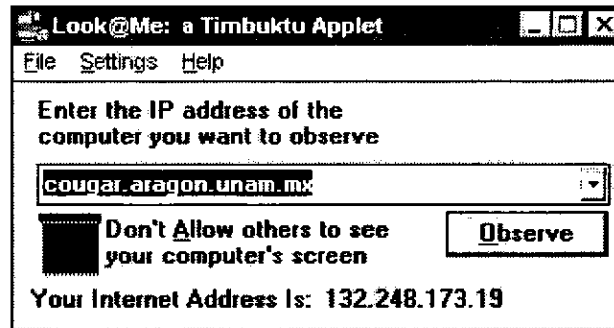 Look@Me: a Timbuktu Applet
File Settings Help
Enter the IP address of the
computer you want to observe
cougar.aragon.unam.mx
Don't Allow others to see
your computer's screen
Observe
Your Internet Address Is: 132.248.173.19